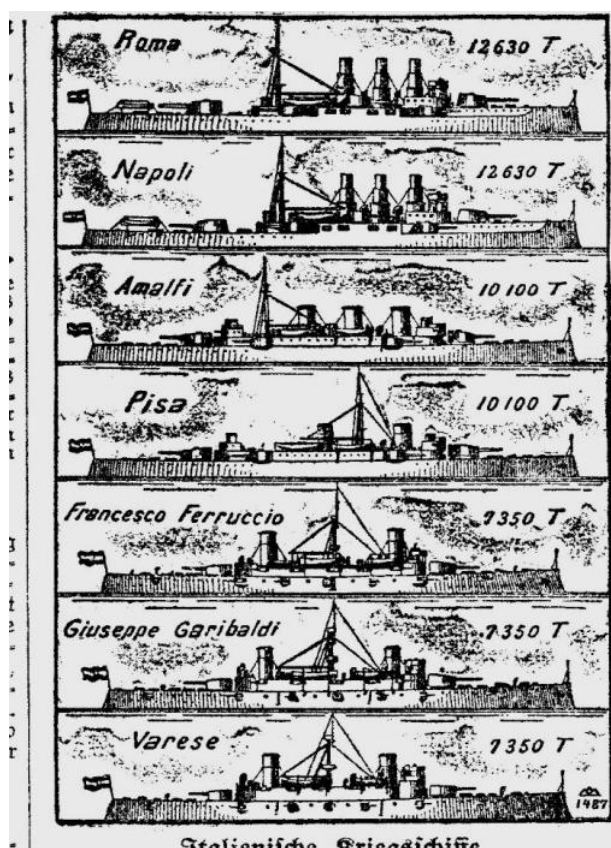 Roma 12630 T
Napoli 12630 T
Amalfi 10100 T
Pisa 10100 T
Francesco Ferruccio 7350 T
Giuseppe Garibaldi 7350 T
Varese 7350 T
1487
Italienische Kriegsschiffe